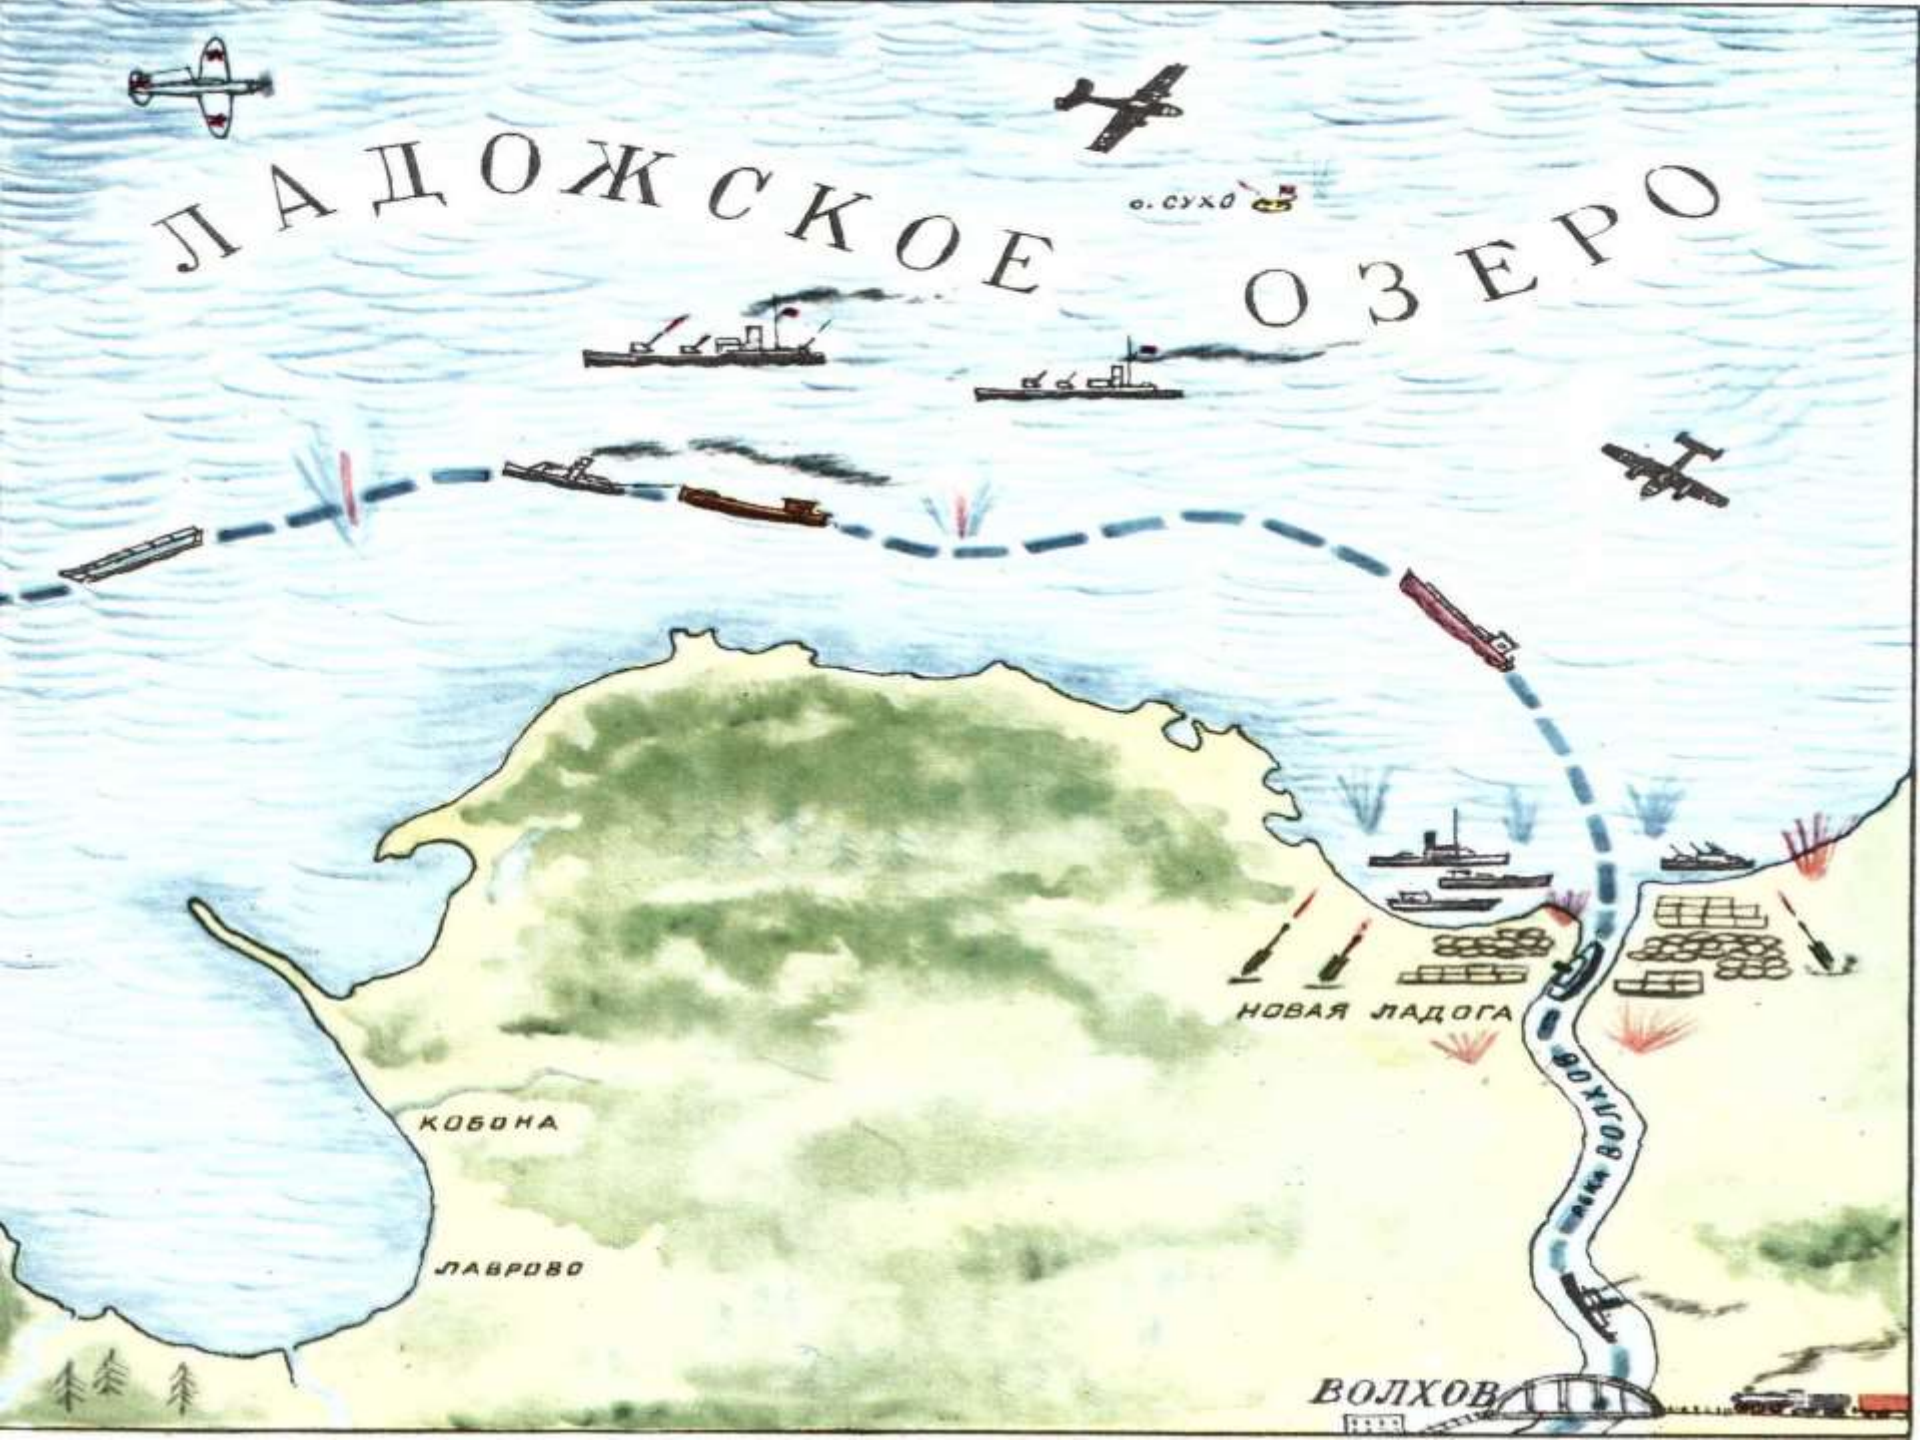 ЛАДОЖСКОЕ ОЗЕРО
о. СУХО
НОВАЯ ЛАДОГА
РЕКА ВОЛХОВ
КОБОНА
ЛАВРОВО
ВОЛХОВ